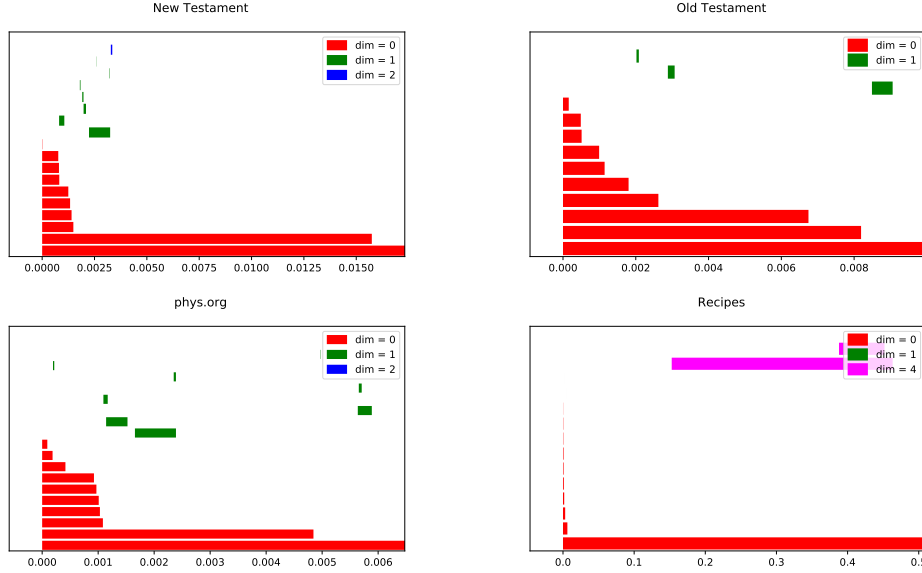 New Testament
dim = 0
dim = 1
dim = 2
0.0000 0.0025 0.0050 0.0075 0.0100 0.0125 0.0150
Old Testament
dim = 0
dim = 1
0.000 0.002 0.004 0.006 0.008
phys.org
dim = 0
dim = 1
dim = 2
0.000 0.001 0.002 0.003 0.004 0.005 0.006
Recipes
dim = 0
dim = 1
dim = 4
0.0 0.1 0.2 0.3 0.4